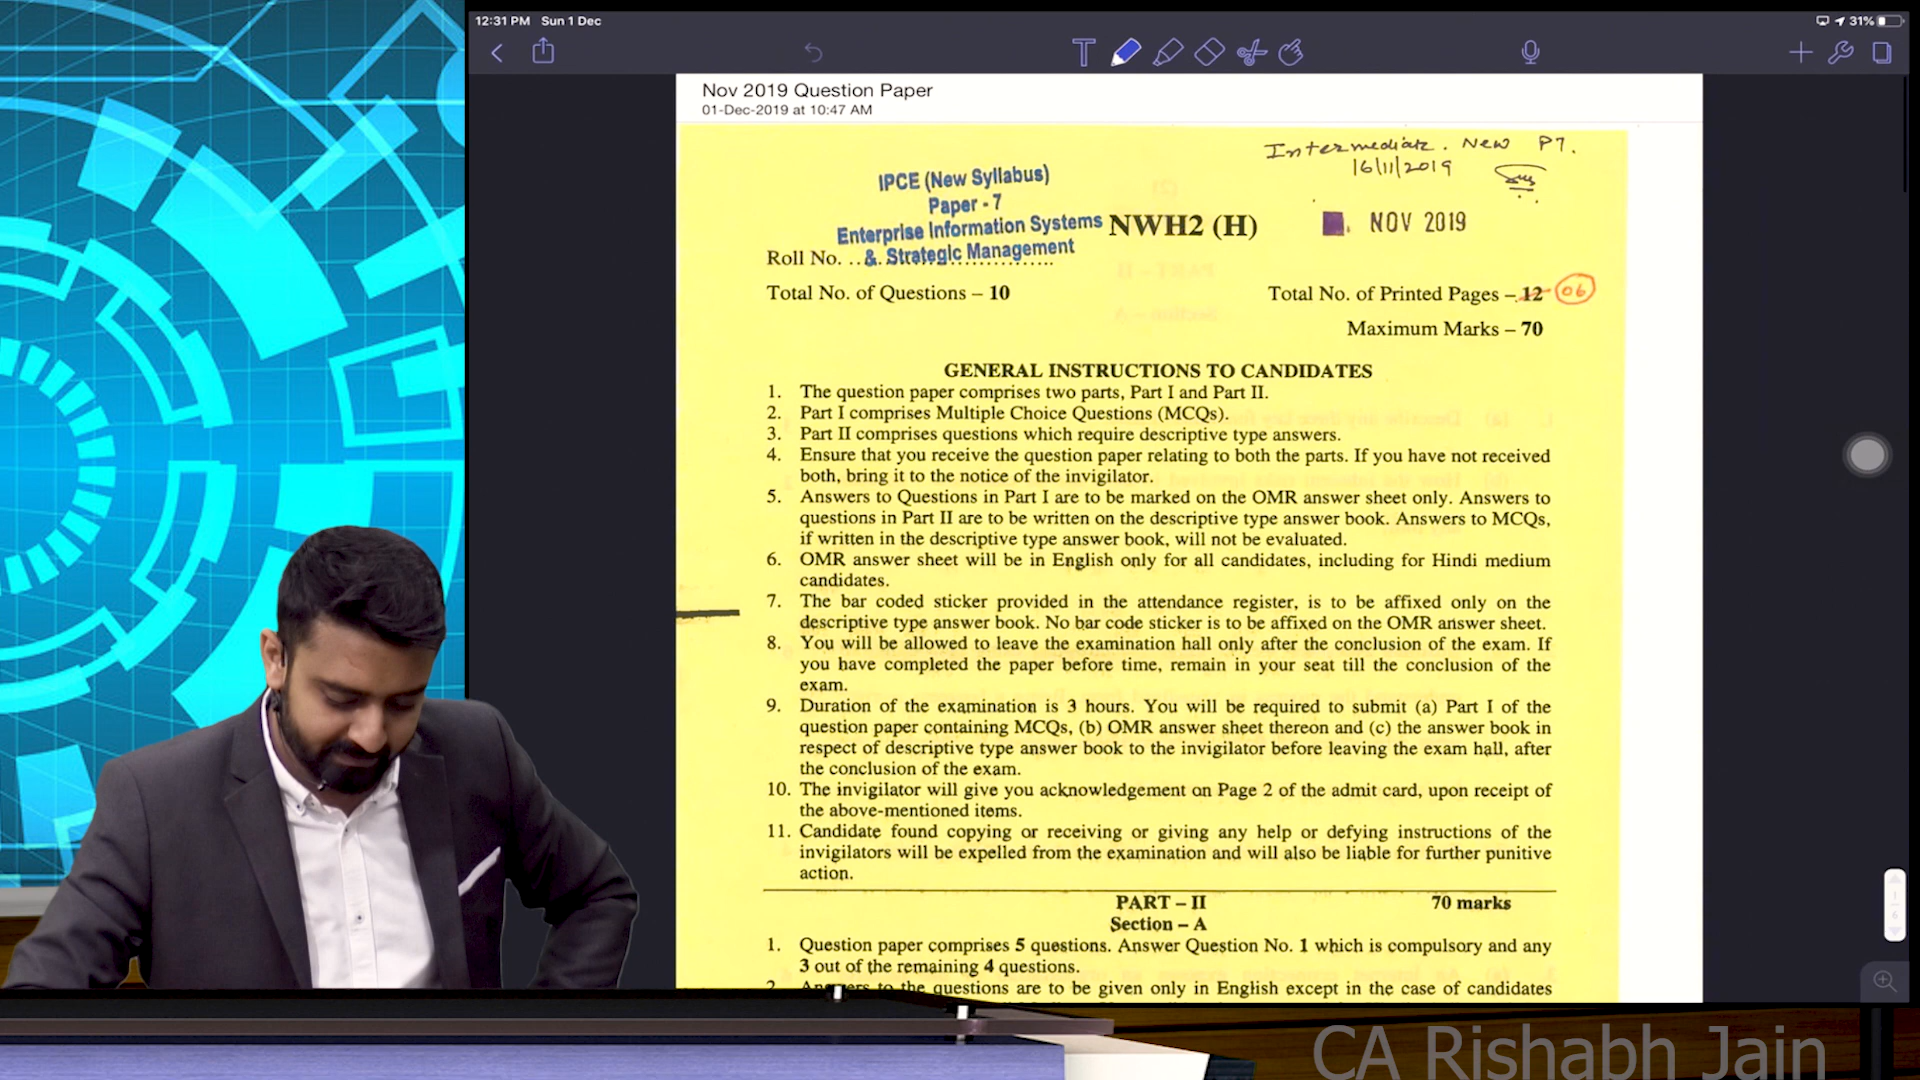 12:31 PM Sun 1 Dec
31%
Nov 2019 Question Paper
01-Dec-2019 at 10:47 AM
Intermediate. New P7.
16/11/2019
IPCE (New Syllabus)
Paper - 7
Enterprise Information Systems
& Strategic Management
NWH2 (H)
NOV 2019
Roll No. ..............................
Total No. of Questions – 10
Total No. of Printed Pages – 12 06
Maximum Marks – 70
GENERAL INSTRUCTIONS TO CANDIDATES
1. The question paper comprises two parts, Part I and Part II.
2. Part I comprises Multiple Choice Questions (MCQs).
3. Part II comprises questions which require descriptive type answers.
4. Ensure that you receive the question paper relating to both the parts. If you have not received
both, bring it to the notice of the invigilator.
5. Answers to Questions in Part I are to be marked on the OMR answer sheet only. Answers to
questions in Part II are to be written on the descriptive type answer book. Answers to MCQs,
if written in the descriptive type answer book, will not be evaluated.
6. OMR answer sheet will be in English only for all candidates, including for Hindi medium
candidates.
7. The bar coded sticker provided in the attendance register, is to be affixed only on the
descriptive type answer book. No bar code sticker is to be affixed on the OMR answer sheet.
8. You will be allowed to leave the examination hall only after the conclusion of the exam. If
you have completed the paper before time, remain in your seat till the conclusion of the
exam.
9. Duration of the examination is 3 hours. You will be required to submit (a) Part I of the
question paper containing MCQs, (b) OMR answer sheet thereon and (c) the answer book in
respect of descriptive type answer book to the invigilator before leaving the exam hall, after
the conclusion of the exam.
10. The invigilator will give you acknowledgement on Page 2 of the admit card, upon receipt of
the above-mentioned items.
11. Candidate found copying or receiving or giving any help or defying instructions of the
invigilators will be expelled from the examination and will also be liable for further punitive
action.
PART – II 70 marks
Section – A
1. Question paper comprises 5 questions. Answer Question No. 1 which is compulsory and any
3 out of the remaining 4 questions.
2. Answers to the questions are to be given only in English except in the case of candidates
CA Rishabh Jain